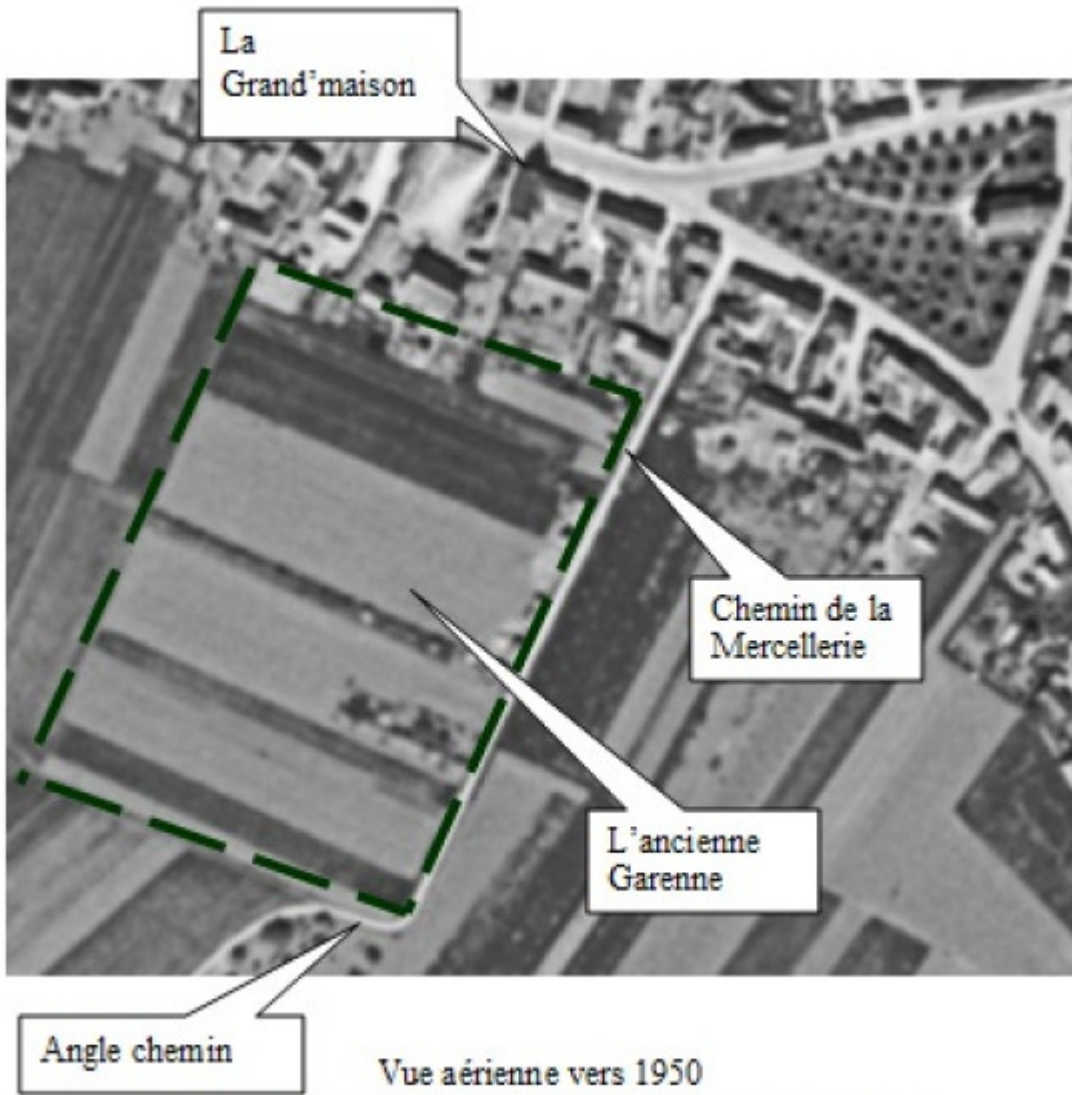 La
Grand'maison
Chemin de la
Mercellerie
L'ancienne
Garenne
Angle chemin
Vue aérienne vers 1950